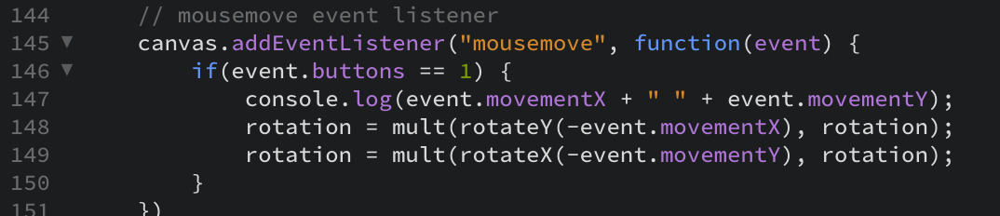 144 // mousemove event listener
145 ▼ canvas.addEventListener("mousemove", function(event) {
146 ▼ if(event.buttons == 1) {
147 console.log(event.movementX + " " + event.movementY);
148 rotation = mult(rotateY(-event.movementX), rotation);
149 rotation = mult(rotateX(-event.movementY), rotation);
150 }
151 })